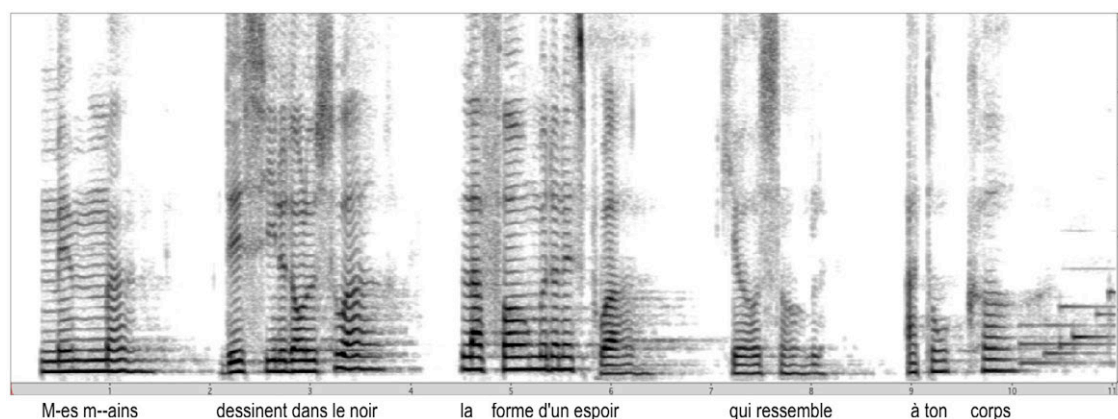 1 2 3 4 5 6 7 8 9 10 11
M-es m--ains dessinent dans le noir la forme d'un espoir qui ressemble à ton corps